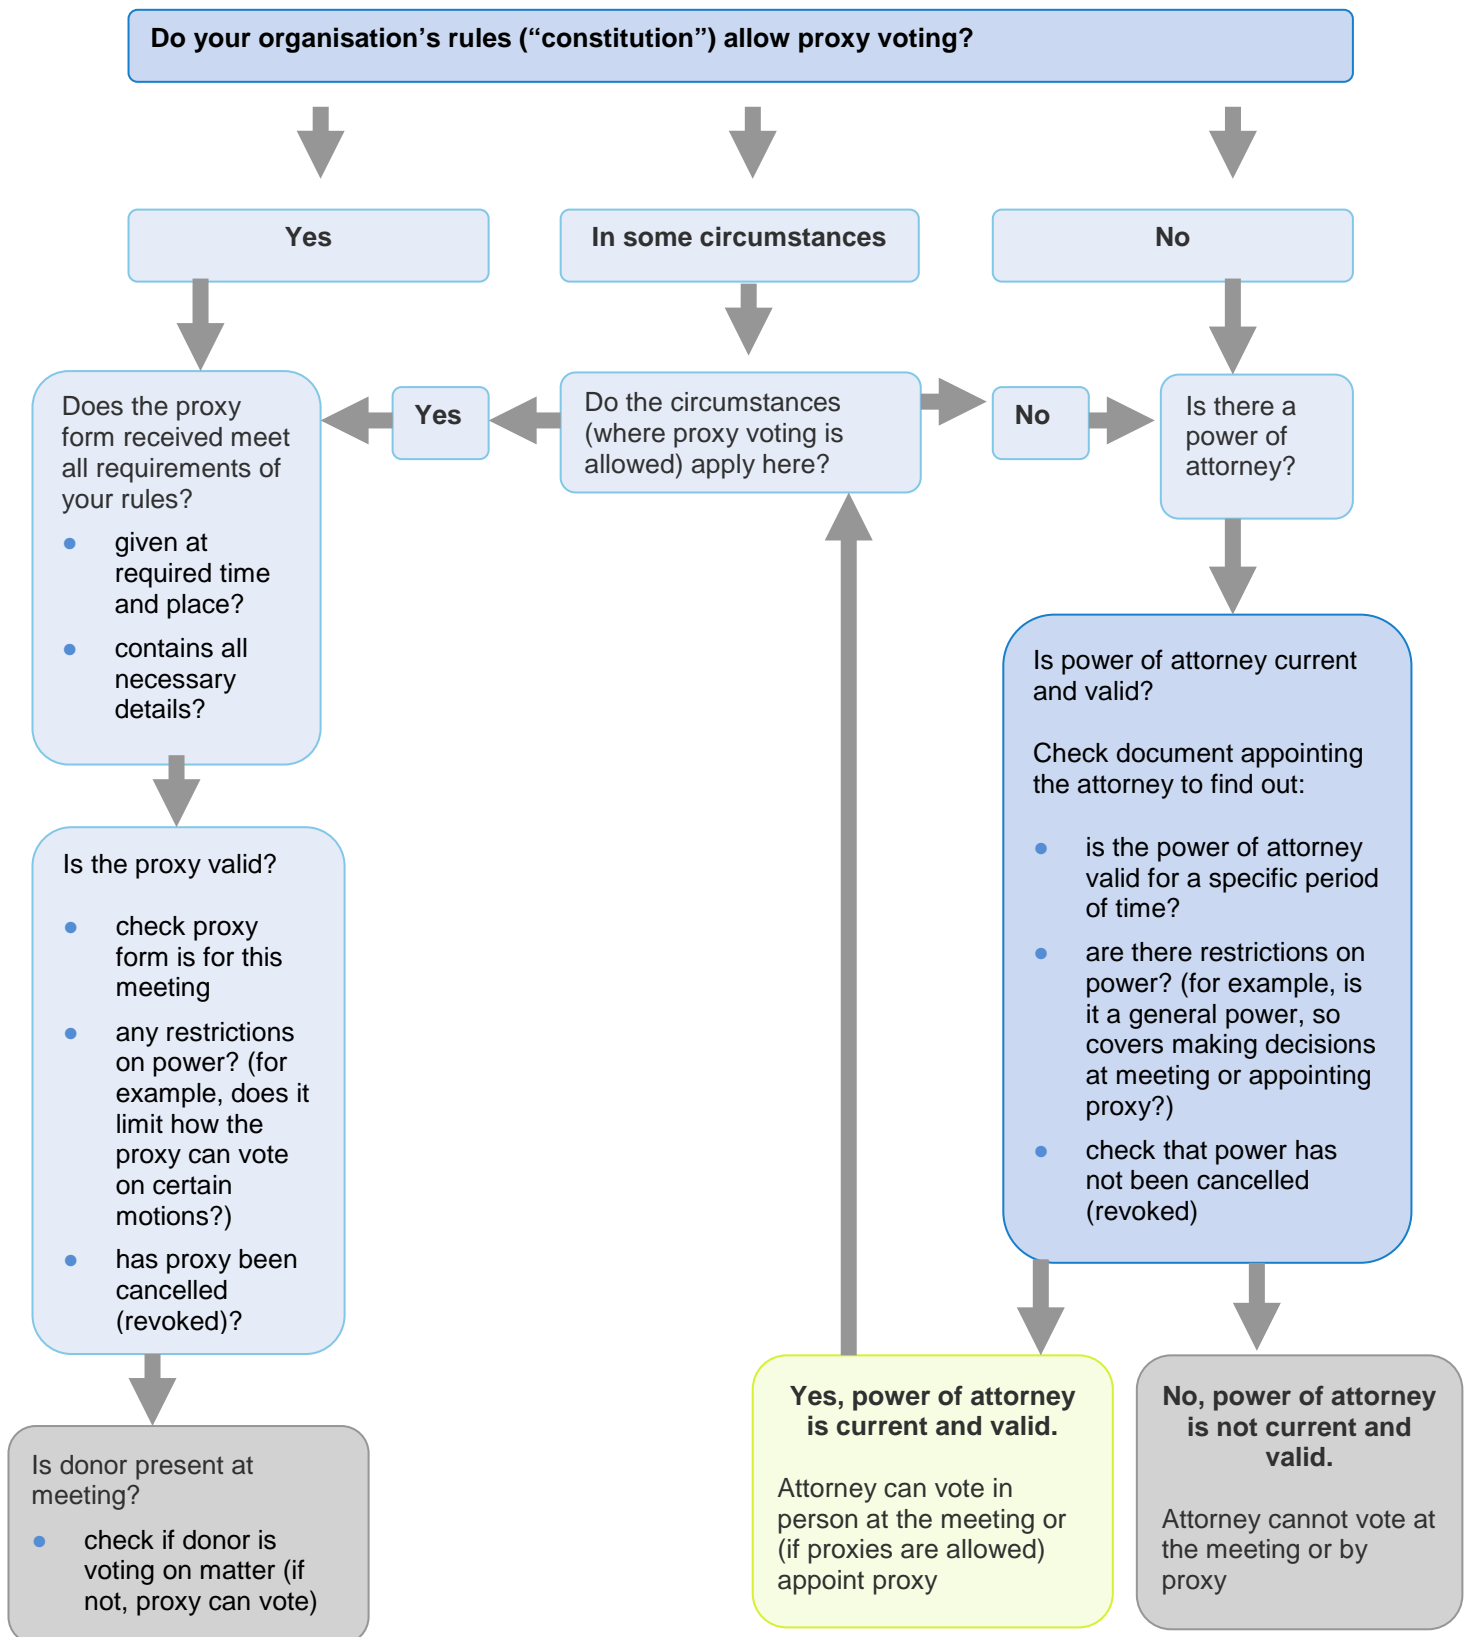 Do your organisation’s rules (“constitution”) allow proxy voting?
Yes
In some circumstances
No
Does the proxy
form received meet
all requirements of
your rules?
● given at
required time
and place?
● contains all
necessary
details?
Yes
Do the circumstances
(where proxy voting is
allowed) apply here?
No
Is there a
power of
attorney?
Is the proxy valid?
● check proxy
form is for this
meeting
● any restrictions
on power? (for
example, does it
limit how the
proxy can vote
on certain
motions?)
● has proxy been
cancelled
(revoked)?
Is power of attorney current
and valid?
Check document appointing
the attorney to find out:
● is the power of attorney
valid for a specific period
of time?
● are there restrictions on
power? (for example, is
it a general power, so
covers making decisions
at meeting or appointing
proxy?)
● check that power has
not been cancelled
(revoked)
Is donor present at
meeting?
● check if donor is
voting on matter (if
not, proxy can vote)
Yes, power of attorney
is current and valid.
Attorney can vote in
person at the meeting or
(if proxies are allowed)
appoint proxy
No, power of attorney
is not current and
valid.
Attorney cannot vote at
the meeting or by
proxy